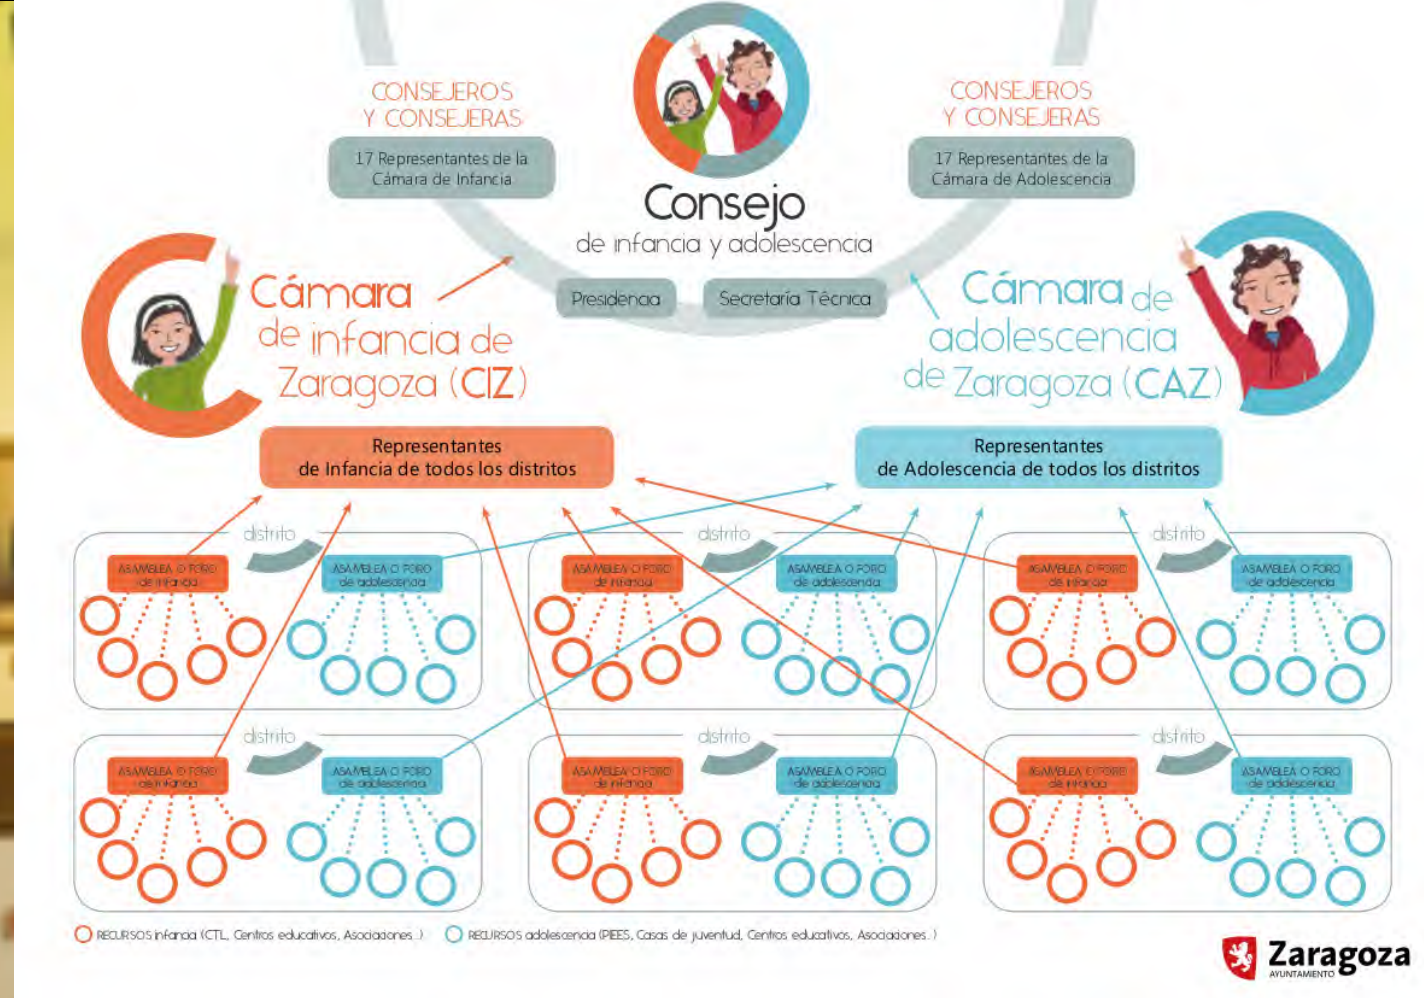 CONSEJEROS
Y CONSEJERAS
17 Representantes de la
Cámara de Infancia
CONSEJEROS
Y CONSEJERAS
17 Representantes de la
Cámara de Adolescencia
Consejo
de infancia y adolescencia
Presidencia
Secretaría Técnica
Cámara
de infancia de
Zaragoza (CIZ)
Cámara de
adolescencia
de Zaragoza (CAZ)
Representantes
de Infancia de todos los distritos
Representantes
de Adolescencia de todos los distritos
distrito
ASAMBLEA O FORO
de infancia
ASAMBLEA O FORO
de adolescencia
distrito
ASAMBLEA O FORO
de infancia
ASAMBLEA O FORO
de adolescencia
distrito
ASAMBLEA O FORO
de infancia
ASAMBLEA O FORO
de adolescencia
distrito
ASAMBLEA O FORO
de infancia
ASAMBLEA O FORO
de adolescencia
distrito
ASAMBLEA O FORO
de infancia
ASAMBLEA O FORO
de adolescencia
distrito
ASAMBLEA O FORO
de infancia
ASAMBLEA O FORO
de adolescencia
RECURSOS infancia (CTL, Centros educativos, Asociaciones...)
RECURSOS adolescencia (PIEES, Casas de juventud, Centros educativos, Asociaciones...)
Zaragoza
AYUNTAMIENTO